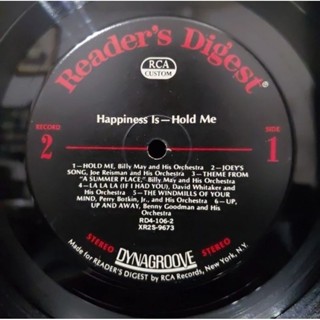 Reader's Digest®
RCA
CUSTOM
Happiness Is—Hold Me
RECORD
2
SIDE
1
1—HOLD ME, Billy May and His Orchestra 2—JOEY'S
SONG, Joe Reisman and His Orchestra 3—THEME FROM
"A SUMMER PLACE," Billy May and His Orchestra
4—LA LA LA (IF I HAD YOU), David Whitaker and
His Orchestra 5—THE WINDMILLS OF YOUR
MIND, Perry Botkin, Jr., and His Orchestra 6—UP,
UP AND AWAY, Benny Goodman and His
Orchestra
RD4-106-2
XR2S-9673
STEREO DYNAGROOVE STEREO
Made for READER'S DIGEST by RCA Records, New York, N.Y.